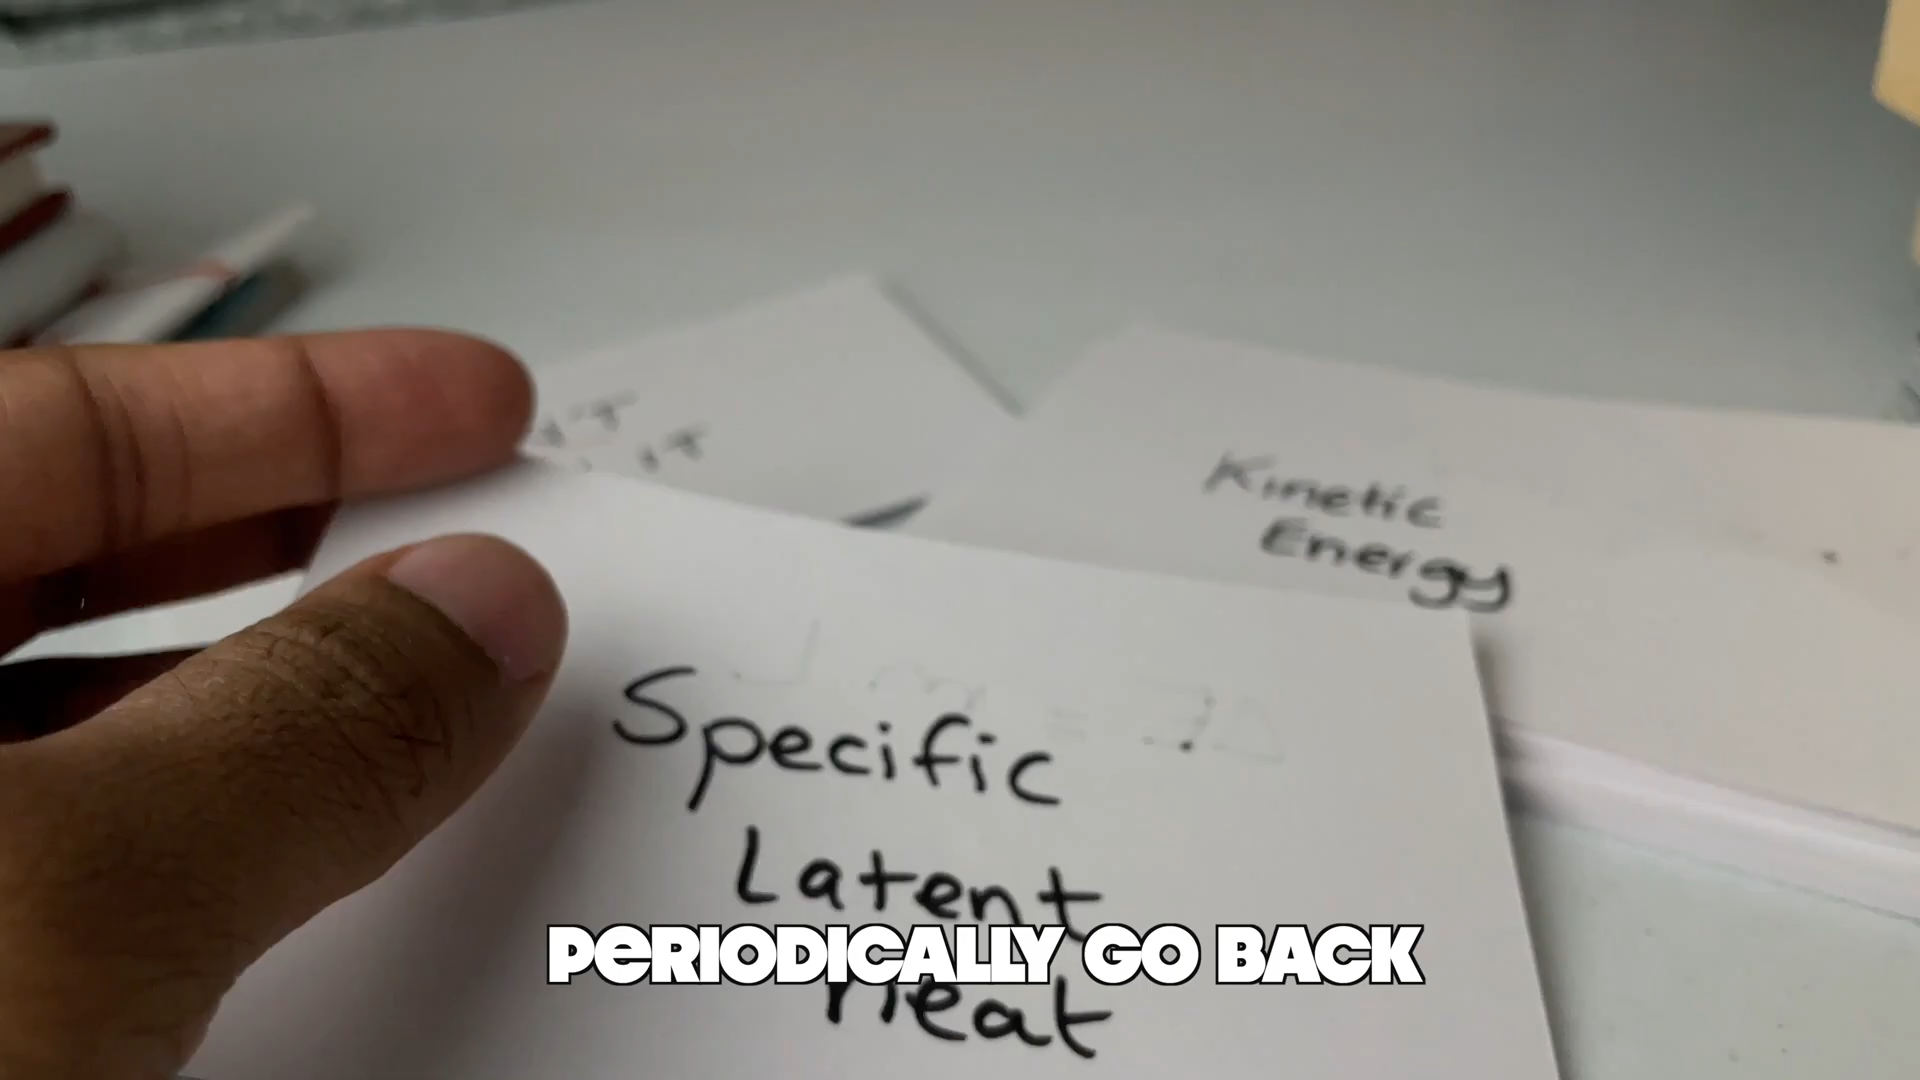 Kinetic
Energy
Specific
Latent
Heat
PERIODICALLY GO BACK